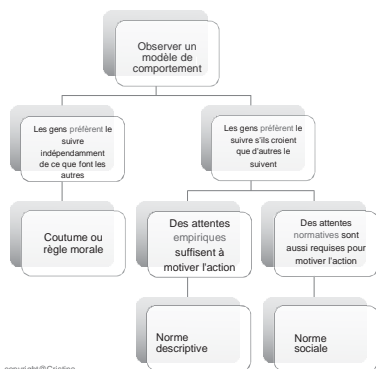 Observer un
modèle de
comportement
Les gens préfèrent le
suivre
indépendamment
de ce que font les
autres
Les gens préfèrent le
suivre s'ils croient
que d'autres le
suivent
Coutume ou
règle morale
Des attentes
empiriques
suffisent à
motiver l'action
Des attentes
normatives sont
aussi requises pour
motiver l'action
Norme
descriptive
Norme
sociale
copyright@Cristina